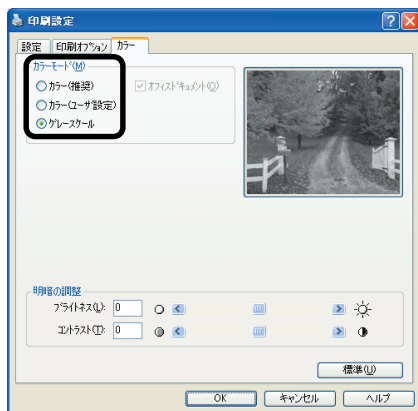 印刷設定
設定 印刷オプション カラー
カラーモード(M)
カラー(推奨)
オフィスドキュメント(O)
カラー(ユーザ設定)
グレースケール
明暗の調整
ブライトネス(L): 0
コントラスト(T): 0
標準(U)
OK キャンセル ヘルプ